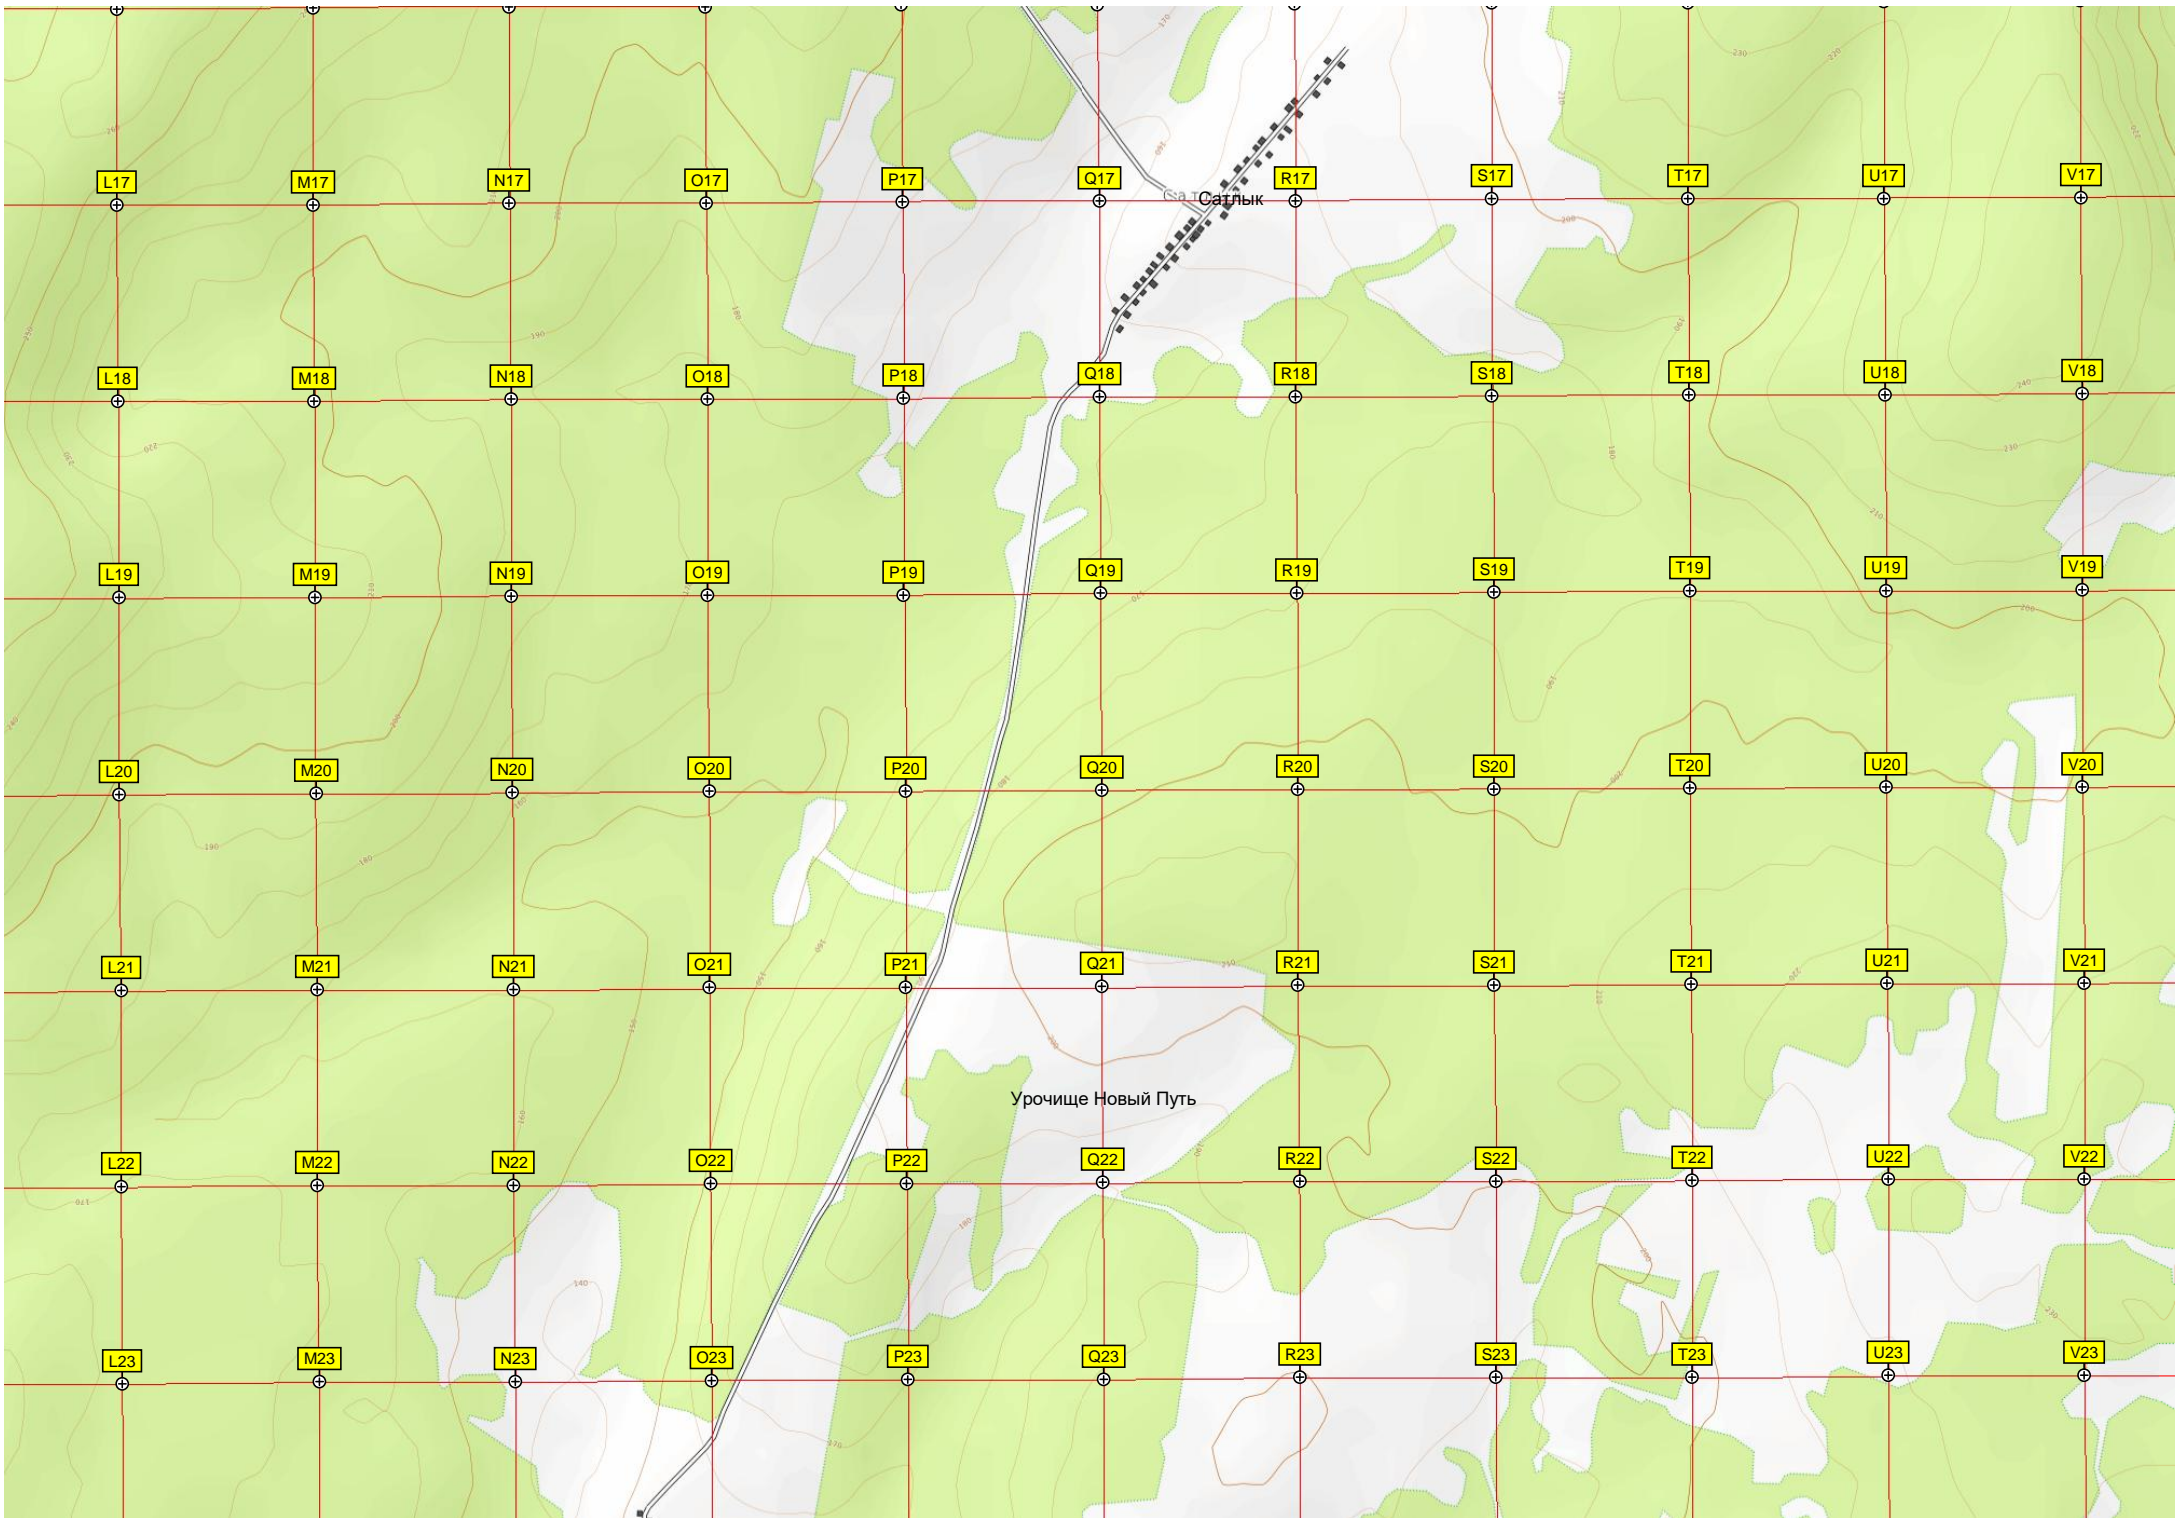 L17 M17 N17 O17 P17 Q17 R17 S17 T17 U17 V17
Сатлык
L18 M18 N18 O18 P18 Q18 R18 S18 T18 U18 V18
L19 M19 N19 O19 P19 Q19 R19 S19 T19 U19 V19
L20 M20 N20 O20 P20 Q20 R20 S20 T20 U20 V20
L21 M21 N21 O21 P21 Q21 R21 S21 T21 U21 V21
Урочище Новый Путь
L22 M22 N22 O22 P22 Q22 R22 S22 T22 U22 V22
L23 M23 N23 O23 P23 Q23 R23 S23 T23 U23 V23